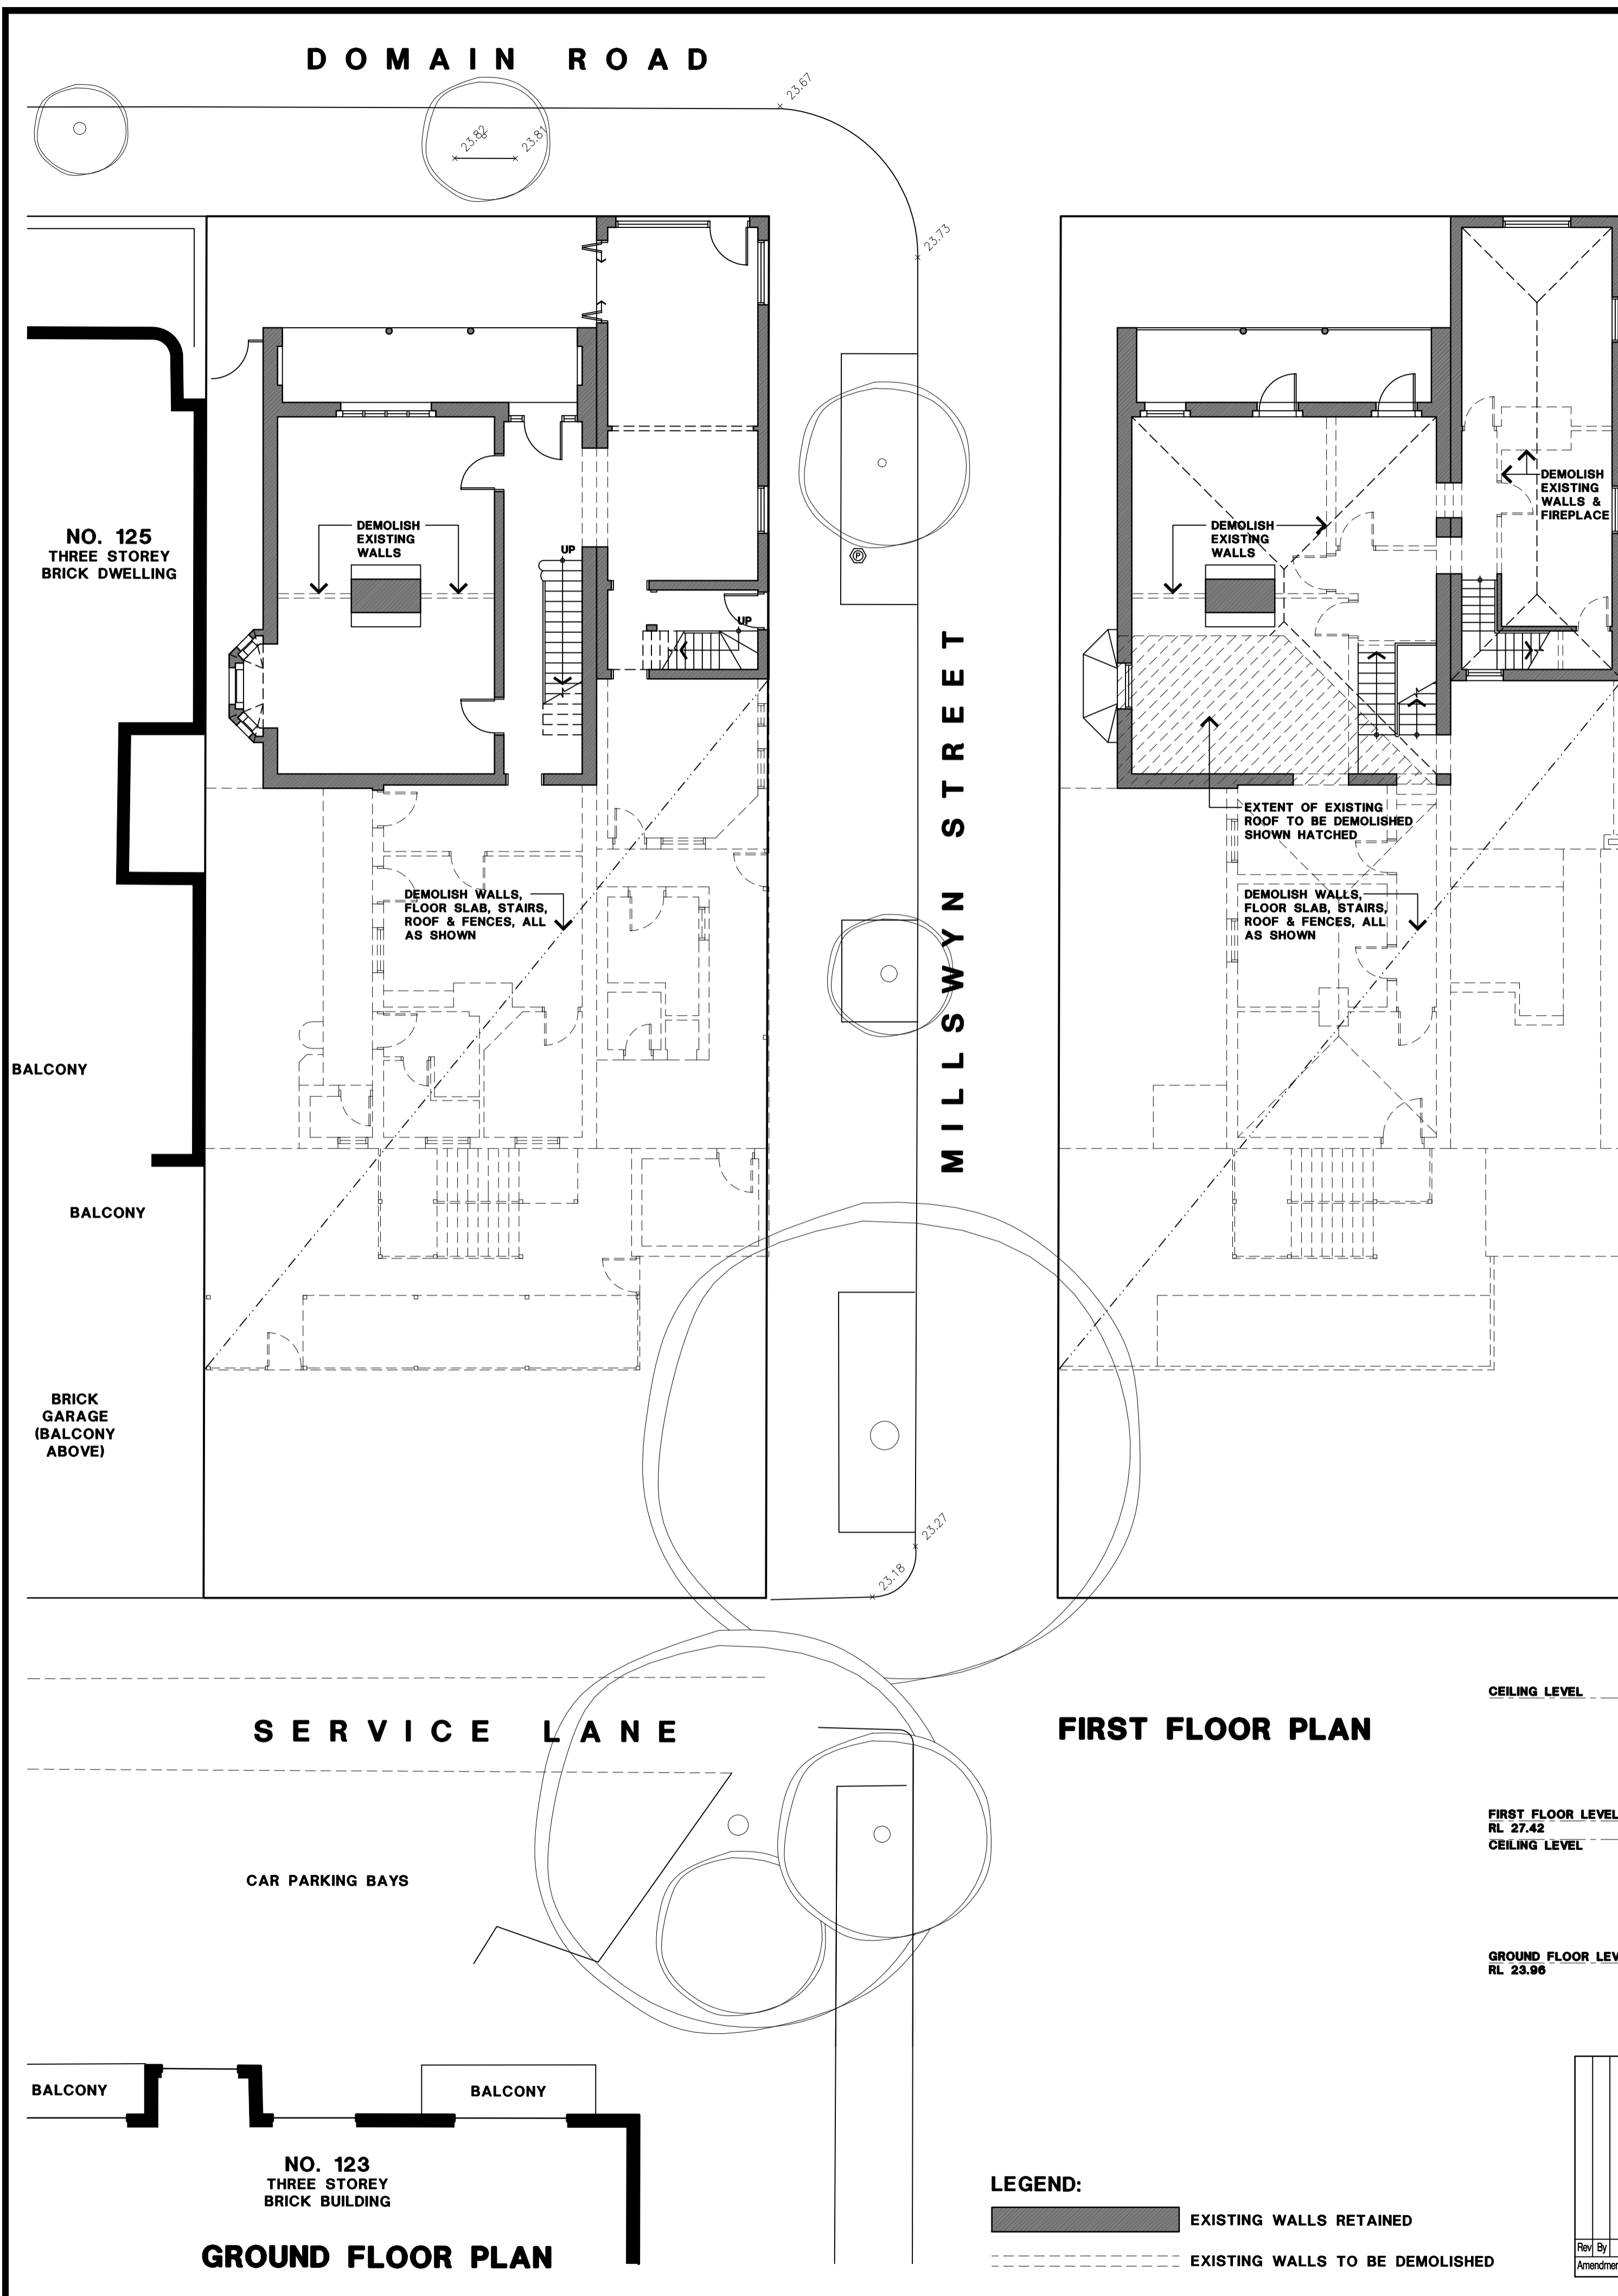 DOMAIN ROAD
23.67
23.82
23.81
23.73
NO. 125
THREE STOREY
BRICK DWELLING
DEMOLISH
EXISTING
WALLS
UP
UP
P
MILLSWYN STREET
DEMOLISH WALLS,
FLOOR SLAB, STAIRS,
ROOF & FENCES, ALL
AS SHOWN
BALCONY
BALCONY
BRICK
GARAGE
(BALCONY
ABOVE)
23.27
23.18
SERVICE LANE
CAR PARKING BAYS
BALCONY
BALCONY
NO. 123
THREE STOREY
BRICK BUILDING
GROUND FLOOR PLAN
DEMOLISH
EXISTING
WALLS &
FIREPLACE
DEMOLISH
EXISTING
WALLS
EXTENT OF EXISTING
ROOF TO BE DEMOLISHED
SHOWN HATCHED
DEMOLISH WALLS,
FLOOR SLAB, STAIRS,
ROOF & FENCES, ALL
AS SHOWN
FIRST FLOOR PLAN
CEILING LEVEL
FIRST FLOOR LEVEL
RL 27.42
CEILING LEVEL
GROUND FLOOR LEV
RL 23.96
LEGEND:
EXISTING WALLS RETAINED
EXISTING WALLS TO BE DEMOLISHED
Rev By
Amendmen